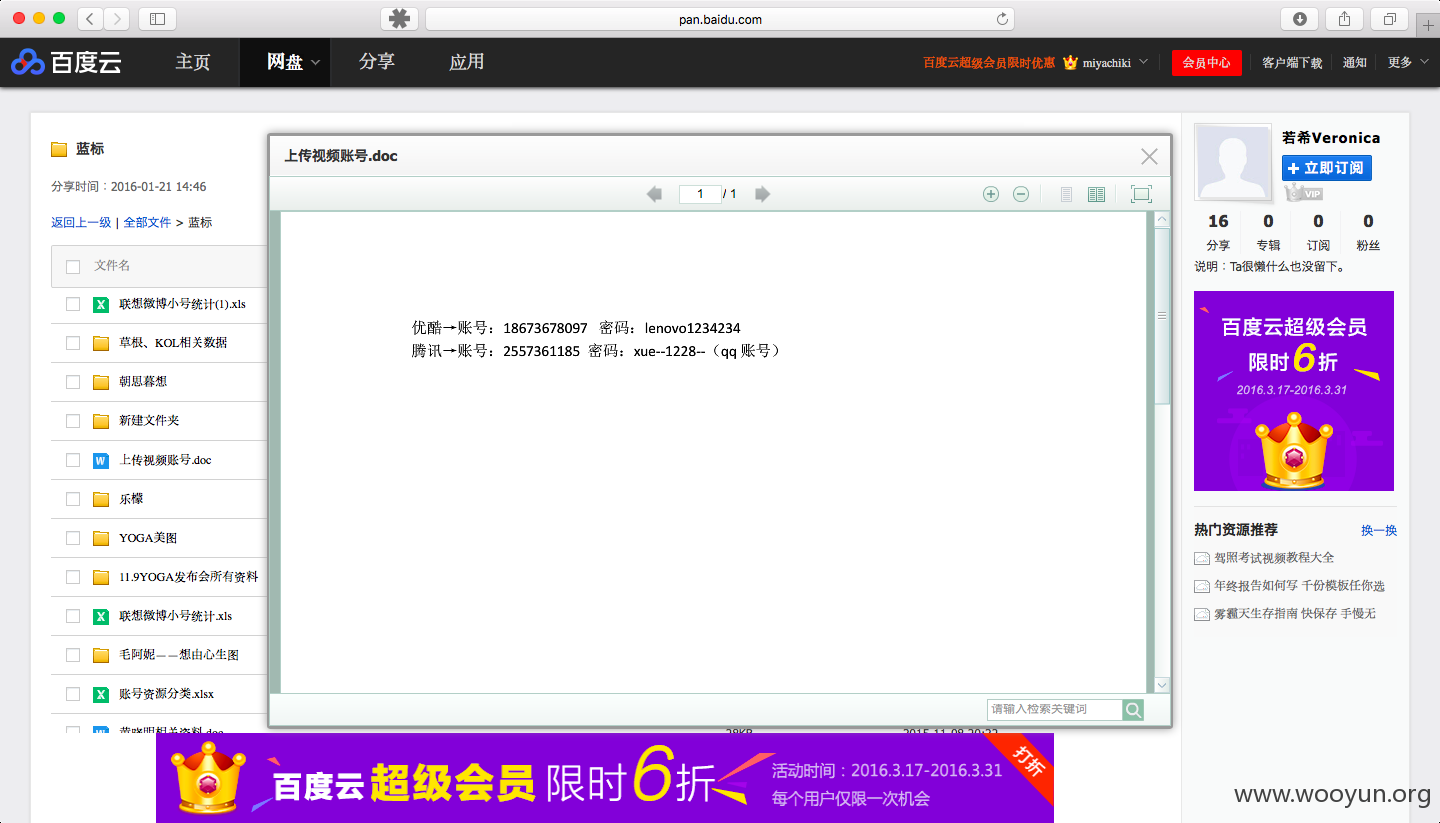 pan.baidu.com
百度云 主页 网盘 分享 应用 百度云超级会员限时优惠 miyachiki 会员中心 客户端下载 通知 更多
蓝标
分享时间：2016-01-21 14:46
返回上一级 | 全部文件 > 蓝标
文件名
联想微博小号统计(1).xls
草根、KOL相关数据
朝思暮想
新建文件夹
上传视频账号.doc
乐檬
YOGA美图
11.9YOGA发布会所有资料
联想微博小号统计.xls
毛阿妮——想由心生图
账号资源分类.xlsx
黄晓明相关资料.doc 28KB 2015-11-08 20:22
上传视频账号.doc
1 / 1
优酷→账号：18673678097 密码：lenovo1234234
腾讯→账号：2557361185 密码：xue--1228--（qq 账号）
请输入检索关键词
若希Veronica
立即订阅
VIP
16 0 0 0
分享 专辑 订阅 粉丝
说明：Ta很懒什么也没留下。
百度云超级会员
限时6折
2016.3.17-2016.3.31
热门资源推荐 换一换
驾照考试视频教程大全
年终报告如何写 千份模板任你选
雾霾天生存指南 快保存 手慢无
百度云超级会员 限时6折
活动时间：2016.3.17-2016.3.31
每个用户仅限一次机会
打折
www.wooyun.org